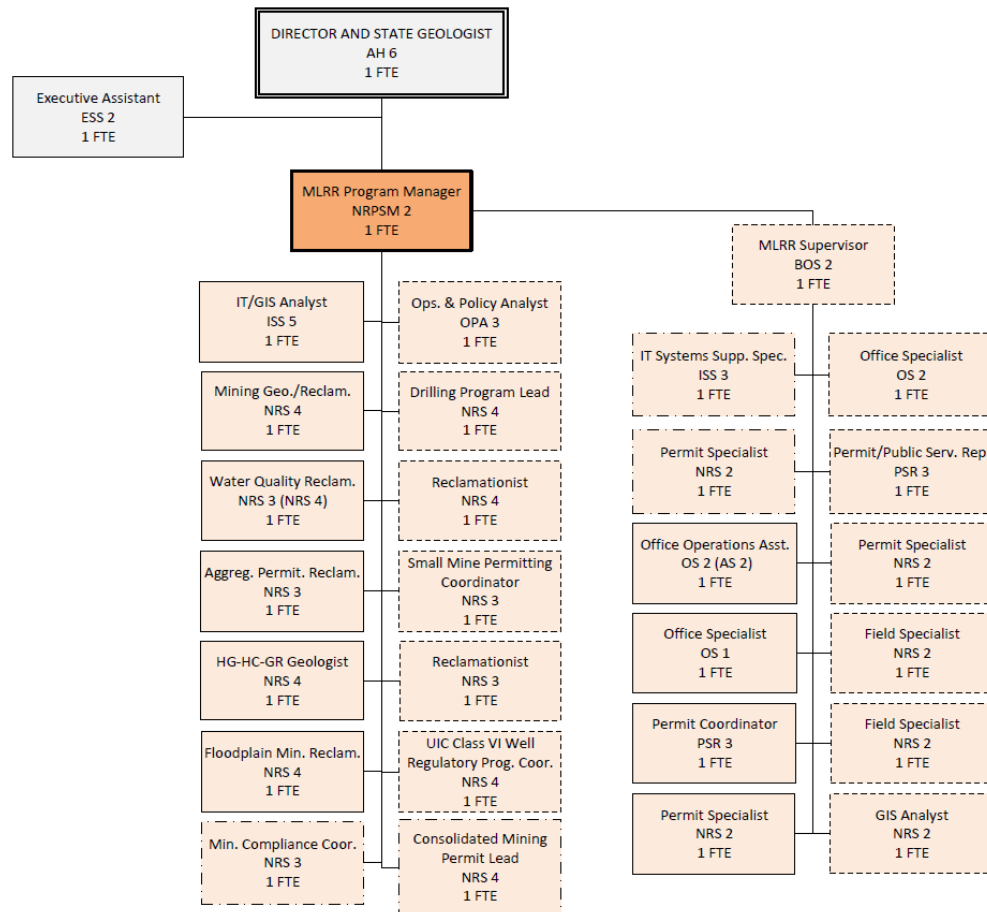 DIRECTOR AND STATE GEOLOGIST
AH 6
1 FTE
Executive Assistant
ESS 2
1 FTE
MLRR Program Manager
NRPSM 2
1 FTE
MLRR Supervisor
BOS 2
1 FTE
IT/GIS Analyst
ISS 5
1 FTE
Ops. & Policy Analyst
OPA 3
1 FTE
Mining Geo./Reclam.
NRS 4
1 FTE
Drilling Program Lead
NRS 4
1 FTE
Water Quality Reclam.
NRS 3 (NRS 4)
1 FTE
Reclamationist
NRS 4
1 FTE
Aggreg. Permit. Reclam.
NRS 3
1 FTE
Small Mine Permitting
Coordinator
NRS 3
1 FTE
HG-HC-GR Geologist
NRS 4
1 FTE
Reclamationist
NRS 3
1 FTE
Floodplain Min. Reclam.
NRS 4
1 FTE
UIC Class VI Well
Regulatory Prog. Coor.
NRS 4
1 FTE
Min. Compliance Coor.
NRS 3
1 FTE
Consolidated Mining
Permit Lead
NRS 4
1 FTE
IT Systems Supp. Spec.
ISS 3
1 FTE
Office Specialist
OS 2
1 FTE
Permit Specialist
NRS 2
1 FTE
Permit/Public Serv. Rep.
PSR 3
1 FTE
Office Operations Asst.
OS 2 (AS 2)
1 FTE
Permit Specialist
NRS 2
1 FTE
Office Specialist
OS 1
1 FTE
Field Specialist
NRS 2
1 FTE
Permit Coordinator
PSR 3
1 FTE
Field Specialist
NRS 2
1 FTE
Permit Specialist
NRS 2
1 FTE
GIS Analyst
NRS 2
1 FTE